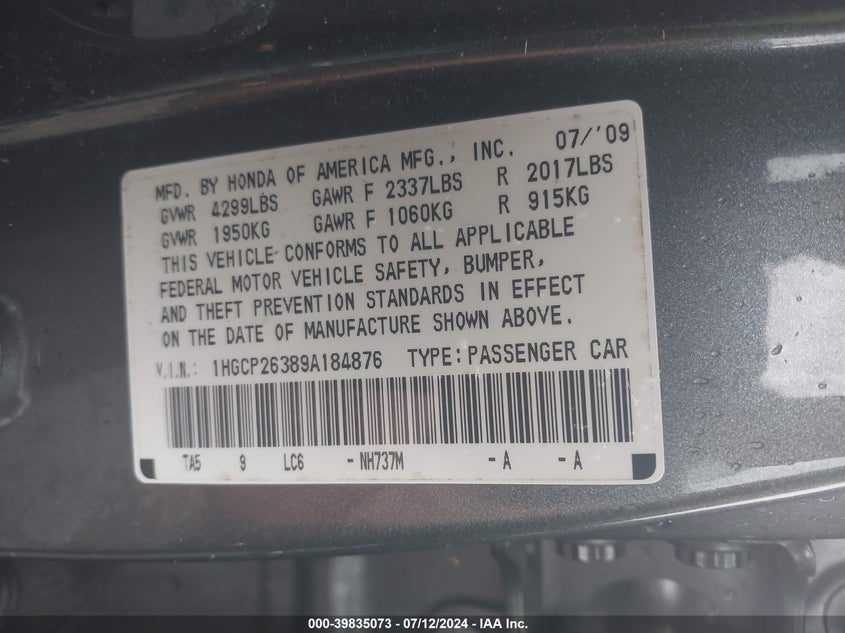 MFD. BY HONDA OF AMERICA MFG., INC. 07/'09
GVWR 4299LBS GAWR F 2337LBS R 2017LBS
GVWR 1950KG GAWR F 1060KG R 915KG
THIS VEHICLE CONFORMS TO ALL APPLICABLE
FEDERAL MOTOR VEHICLE SAFETY, BUMPER,
AND THEFT PREVENTION STANDARDS IN EFFECT
ON THE DATE OF MANUFACTURE SHOWN ABOVE.
V.I.N.: 1HGCP26389A184876 TYPE: PASSENGER CAR
TA5 9 LC6 - NH737M - A - A
000-39835073 - 07/12/2024 - IAA Inc.